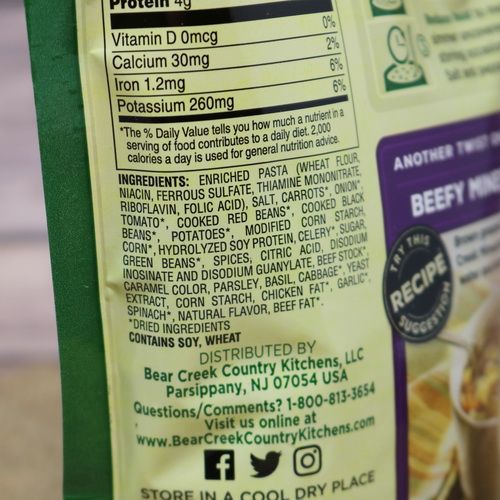 Protein 4g
0%
Vitamin D 0mcg
2%
Calcium 30mg
6%
Iron 1.2mg
6%
Potassium 260mg
*The % Daily Value tells you how much a nutrient in a
serving of food contributes to a daily diet. 2,000
calories a day is used for general nutrition advice.
INGREDIENTS: ENRICHED PASTA (WHEAT FLOUR,
NIACIN, FERROUS SULFATE, THIAMINE MONONITRATE,
RIBOFLAVIN, FOLIC ACID), SALT, CARROTS*, ONION*,
TOMATO*, COOKED RED BEANS*, COOKED BLACK
BEANS*, POTATOES*, MODIFIED CORN STARCH,
CORN*, HYDROLYZED SOY PROTEIN, CELERY*, SUGAR,
GREEN BEANS*, SPICES, CITRIC ACID, DISODIUM
INOSINATE AND DISODIUM GUANYLATE, BEEF STOCK*,
CARAMEL COLOR, PARSLEY, BASIL, CABBAGE*, YEAST
EXTRACT, CORN STARCH, CHICKEN FAT*, GARLIC*,
SPINACH*, NATURAL FLAVOR, BEEF FAT*.
*DRIED INGREDIENTS
CONTAINS SOY, WHEAT
DISTRIBUTED BY
Bear Creek Country Kitchens, LLC
Parsippany, NJ 07054 USA
Questions/Comments? 1-800-813-3654
Visit us online at
www.BearCreekCountryKitchens.com
STORE IN A COOL DRY PLACE
ANOTHER TWIST
BEEFY
TRY THIS
RECIPE
SUGGESTION